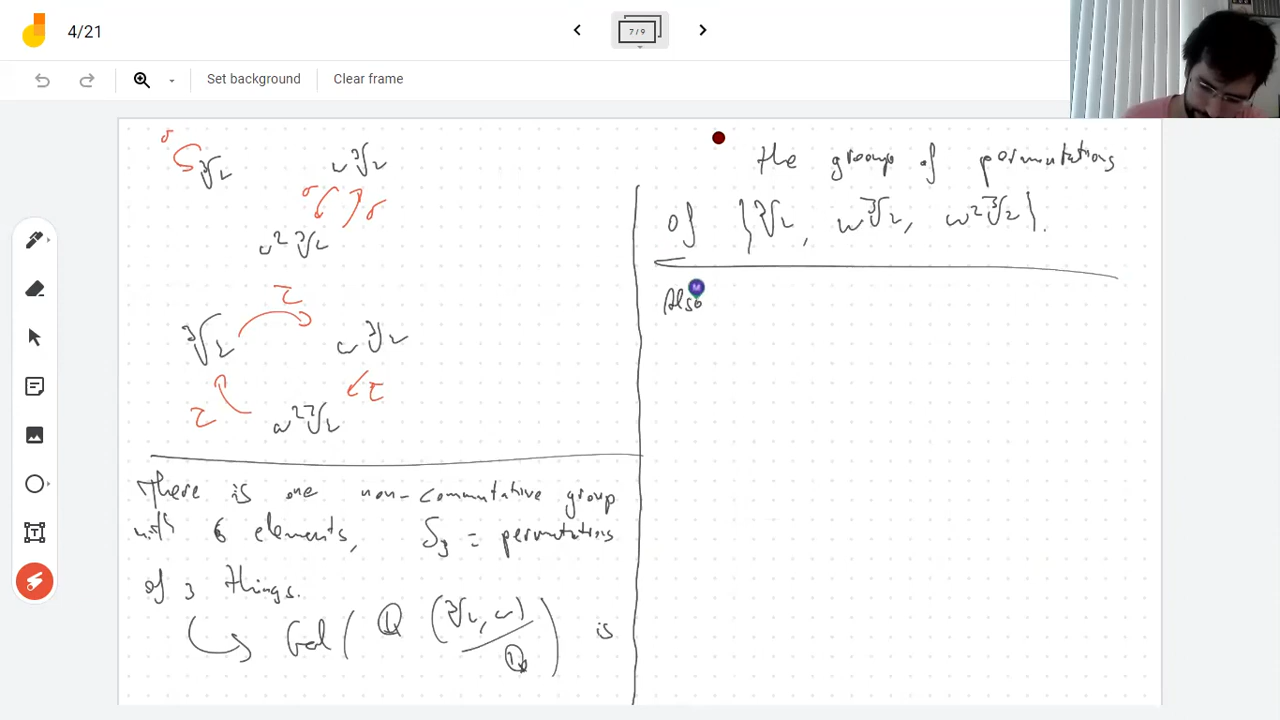 4/21
7/9
Set background
Clear frame
σ
∛2
ω∛2
σ
σ
ω²∛2
τ
∛2
ω∛2
τ
τ
ω²∛2
There is one non-commutative group
with 6 elements, S₃ = permutations
of 3 things.
Gal(Q(∛2, ω)/Q) is
the group of permutations
of {∛2, ω∛2, ω²∛2}.
Also
M